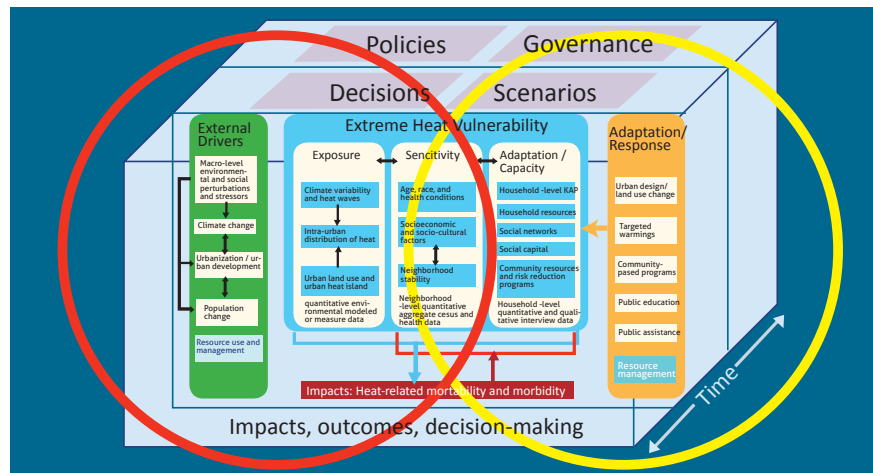 Policies
Governance
Decisions
Scenarios
External
Drivers
Macro-level
environmen-
tal and social
perturbations
and stressors
Climate change
Urbanization / ur-
ban development
Population
change
Resource use and
management
Extreme Heat Vulnerability
Exposure
Climate variability
and heat waves
Intra-urban
distribution of heat
Urban land use and
urban heat island
quantitative envi-
ronmental modeled
or measure data
Sencitivity
Age, race, and
health conditions
Socioeconomic
and socio-cultural
factors
Neighborhood
stability
Neighborhood
-level quantitative
aggregate cesus and
health data
Adaptation /
Capacity
Household -level KAP
Household resources
Social networks
Social capital
Community resources
and risk reduction
programs
Household -level
quantitative and quali-
tative interview data
Adaptation/
Response
Urban design/
land use change
Targeted
warmings
Community-
pased programs
Public education
Public assistance
Resource
management
Impacts: Heat-related mortability and morbidity
Impacts, outcomes, decision-making
Time